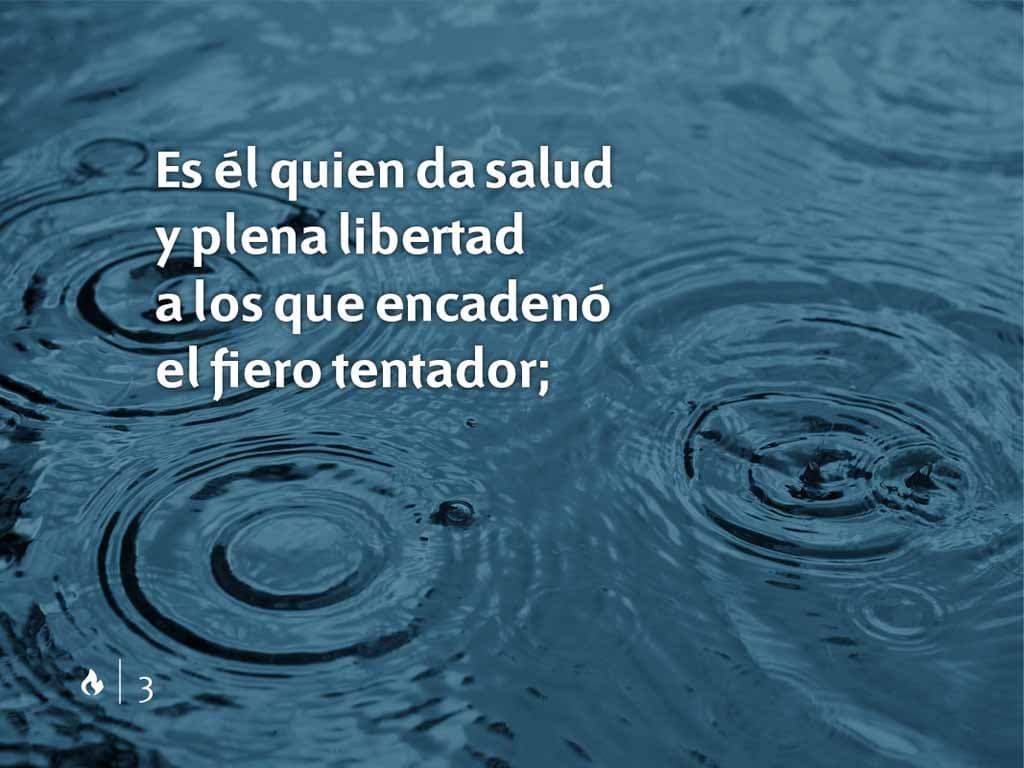 Es él quien da salud
y plena libertad
a los que encadenó
el fiero tentador;
3